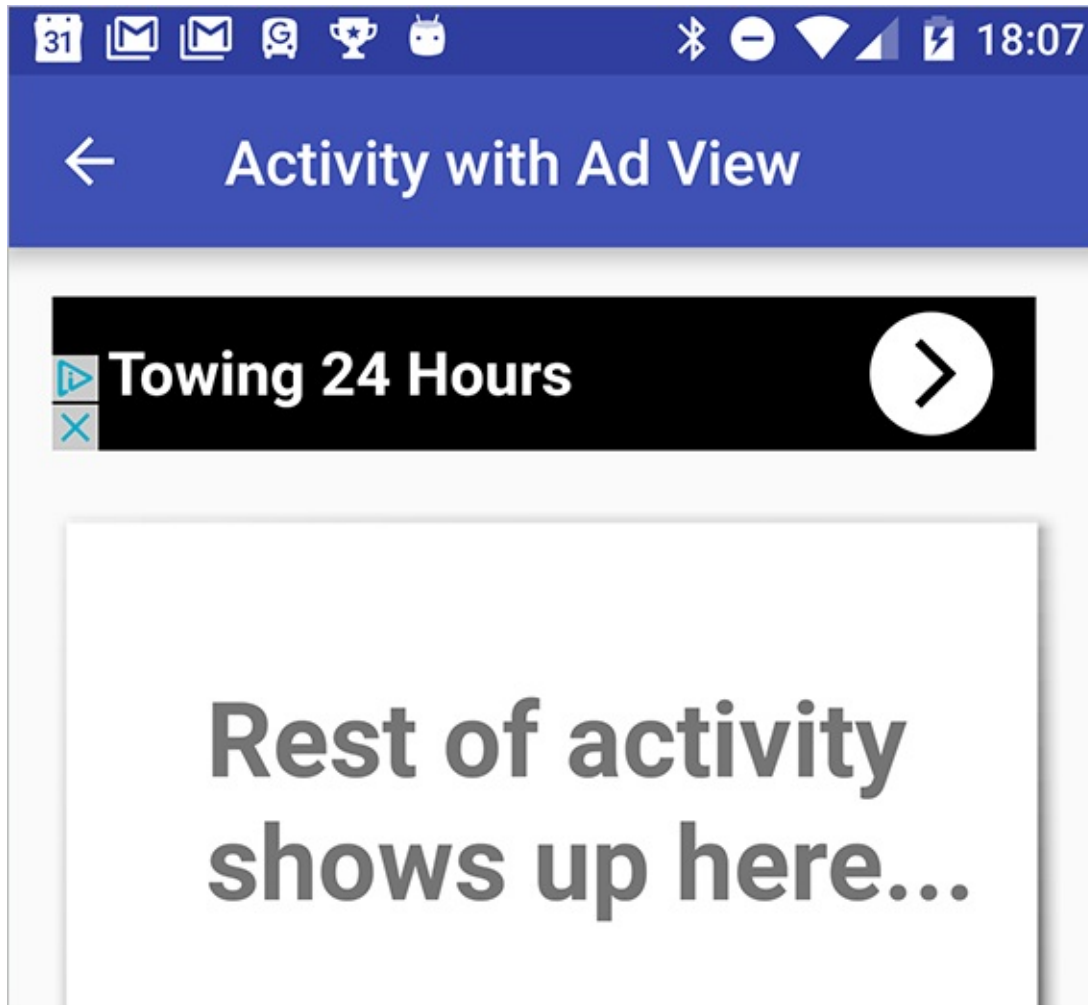 31 18:07
Activity with Ad View
Towing 24 Hours
Rest of activity
shows up here...